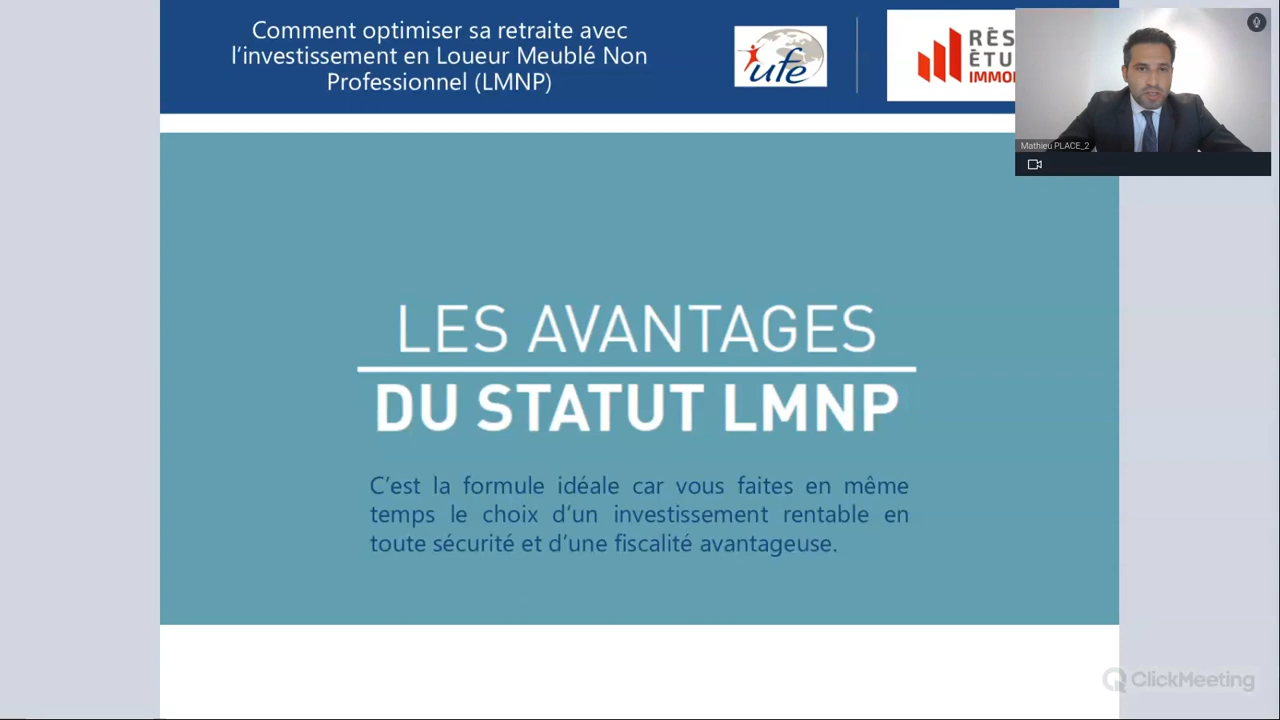 Comment optimiser sa retraite avec
l'investissement en Loueur Meublé Non
Professionnel (LMNP)
ufe
RÈS
ÉTU
IMMO
Mathieu PLACE_2
LES AVANTAGES
DU STATUT LMNP
C'est la formule idéale car vous faites en même
temps le choix d'un investissement rentable en
toute sécurité et d'une fiscalité avantageuse.
ClickMeeting